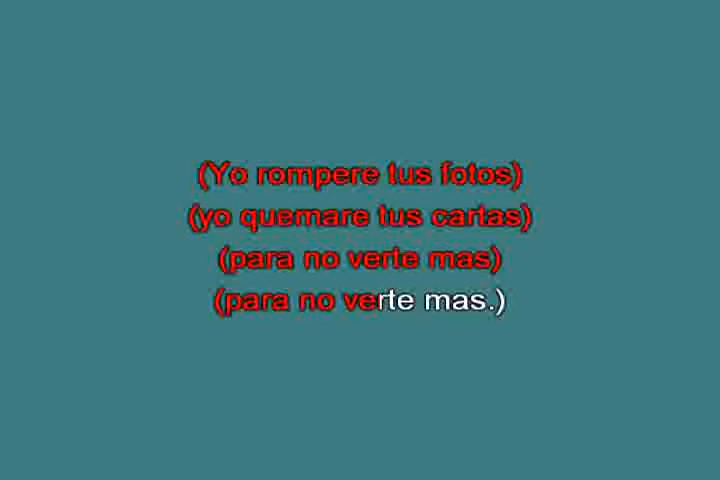 (Yo rompere tus fotos)
(yo quemare tus cartas)
(para no verte mas)
(para no verte mas.)